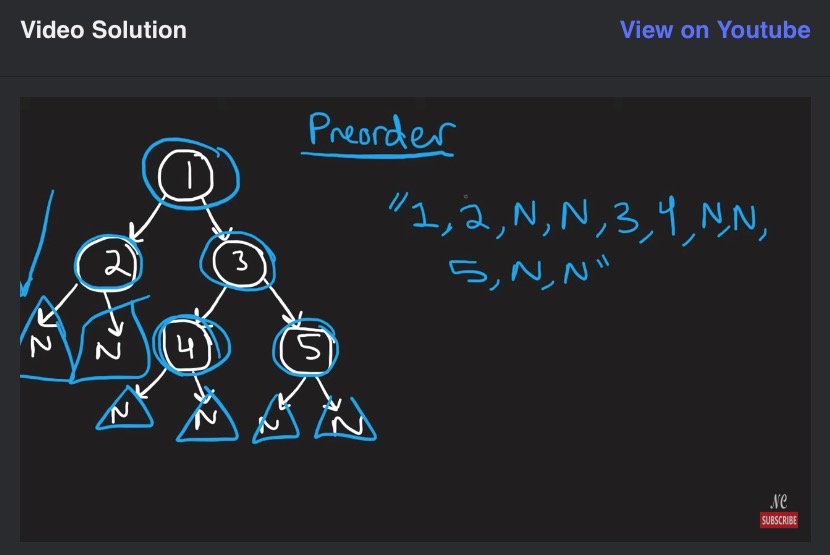 Video Solution
View on Youtube
Preorder
"1,2,N,N,3,4,N,N,
5,N,N"
1
2
3
N
N
4
5
N
N
N
N
NC
SUBSCRIBE